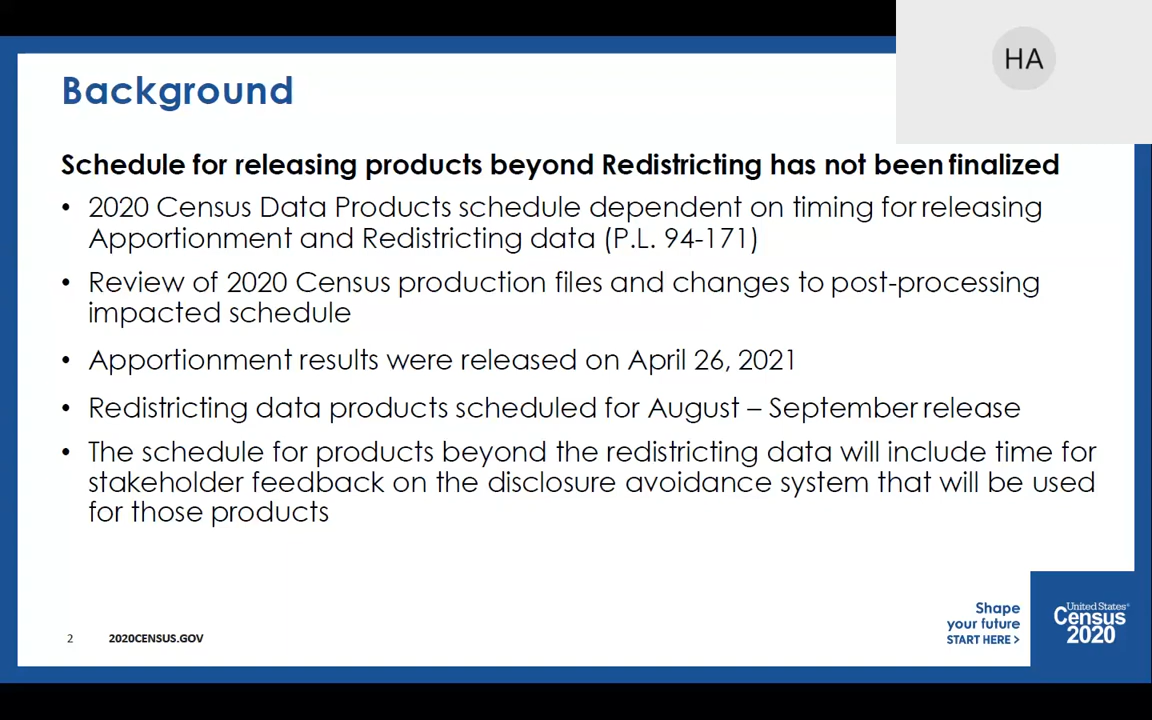 HA
Background
Schedule for releasing products beyond Redistricting has not been finalized
• 2020 Census Data Products schedule dependent on timing for releasing
Apportionment and Redistricting data (P.L. 94-171)
• Review of 2020 Census production files and changes to post-processing
impacted schedule
• Apportionment results were released on April 26, 2021
• Redistricting data products scheduled for August – September release
• The schedule for products beyond the redistricting data will include time for
stakeholder feedback on the disclosure avoidance system that will be used
for those products
2 2020CENSUS.GOV
Shape
your future
START HERE >
United States®
Census
2020